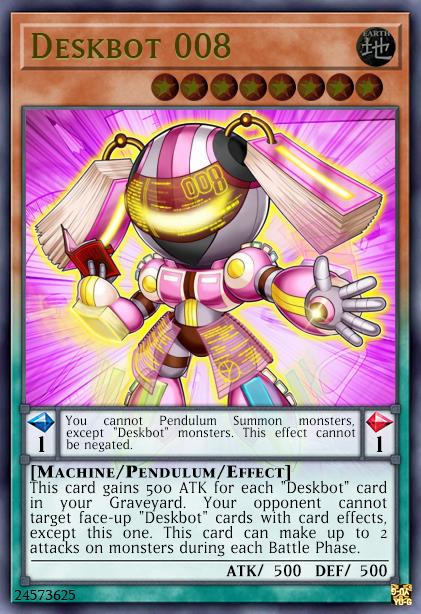 DESKBOT 008
EARTH
地
008
1
You cannot Pendulum Summon monsters,
except "Deskbot" monsters. This effect cannot
be negated.
1
[MACHINE/PENDULUM/EFFECT]
This card gains 500 ATK for each "Deskbot" card
in your Graveyard. Your opponent cannot
target face-up "Deskbot" cards with card effects,
except this one. This card can make up to 2
attacks on monsters during each Battle Phase.
ATK/ 500 DEF/ 500
24573625